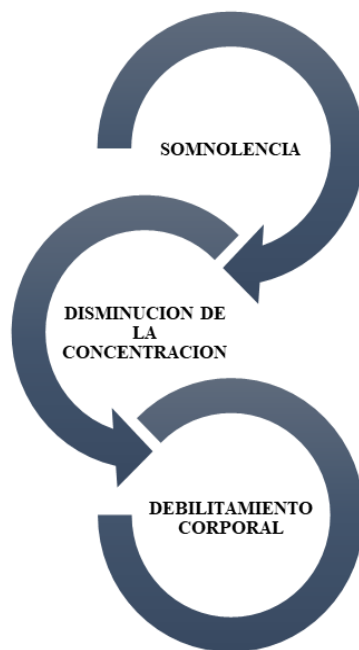 SOMNOLENCIA
DISMINUCION DE
LA
CONCENTRACION
DEBILITAMIENTO
CORPORAL